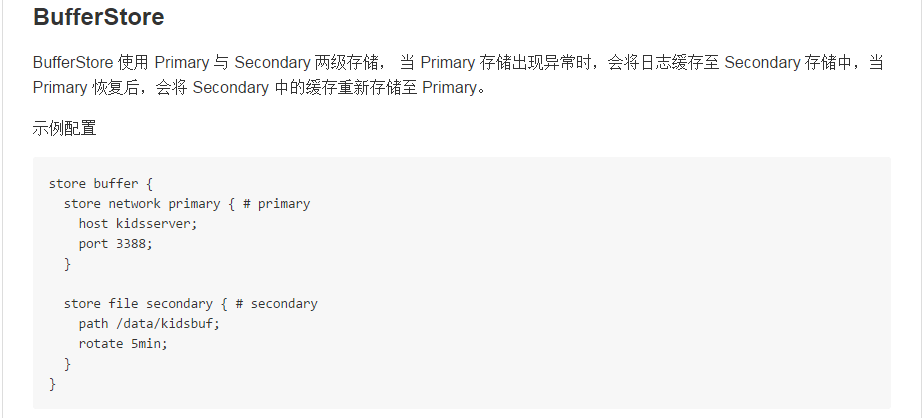 BufferStore
BufferStore 使用 Primary 与 Secondary 两级存储， 当 Primary 存储出现异常时，会将日志缓存至 Secondary 存储中，当
Primary 恢复后，会将 Secondary 中的缓存重新存储至 Primary。
示例配置
store buffer {
  store network primary { # primary
    host kidsserver;
    port 3388;
  }

  store file secondary { # secondary
    path /data/kidsbuf;
    rotate 5min;
  }
}